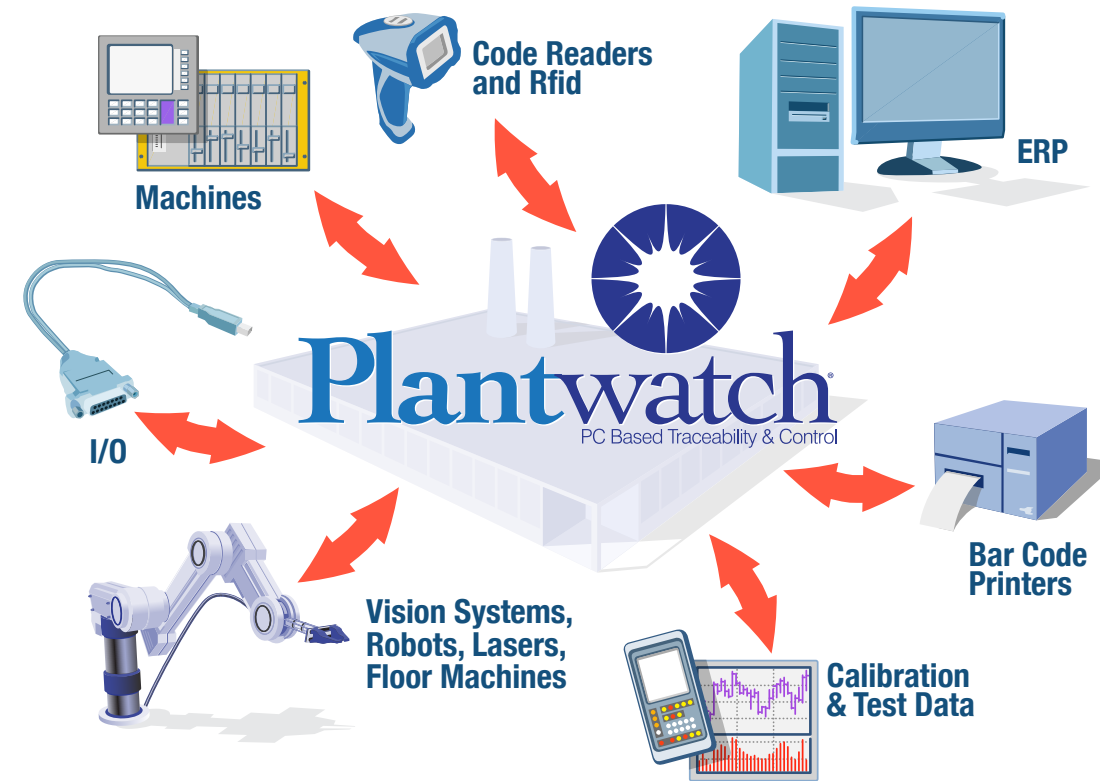 Code Readers
and Rfid
ERP
Machines
Plantwatch®
PC Based Traceability & Control
I/O
Bar Code
Printers
Vision Systems,
Robots, Lasers,
Floor Machines
Calibration
& Test Data